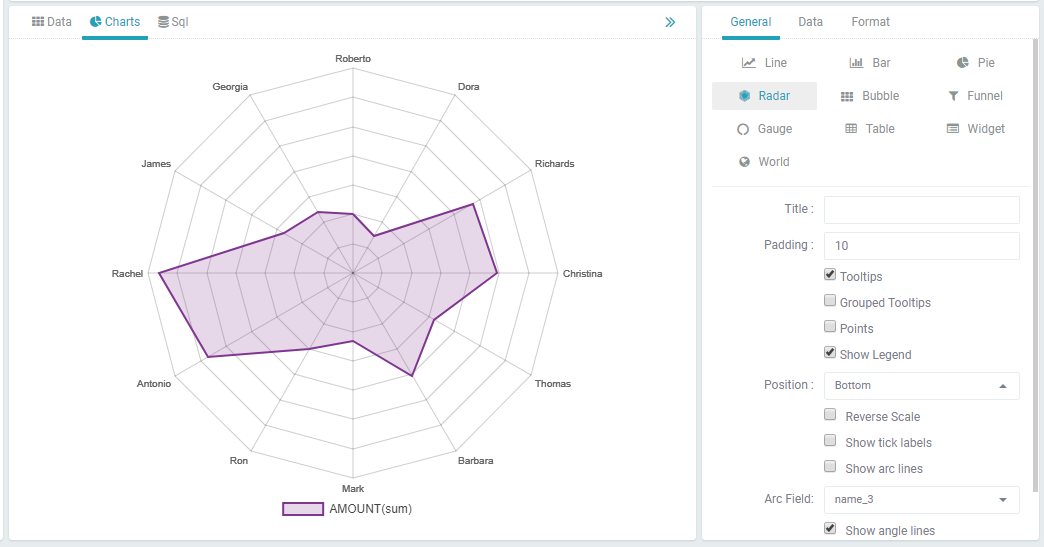 Data Charts Sql
Roberto
Georgia Dora
James Richards
Rachel Christina
Antonio Thomas
Ron Barbara
Mark
AMOUNT(sum)
General Data Format
Line Bar Pie
Radar Bubble Funnel
Gauge Table Widget
World
Title :
Padding : 10
Tooltips
Grouped Tooltips
Points
Show Legend
Position : Bottom
Reverse Scale
Show tick labels
Show arc lines
Arc Field: name_3
Show angle lines